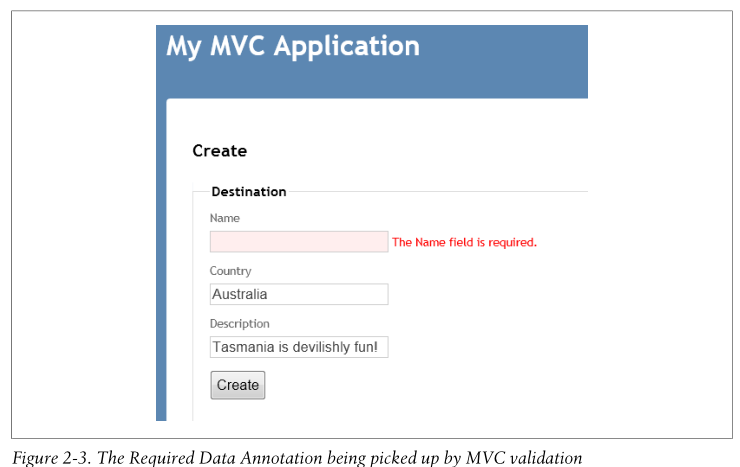 My MVC Application
Create
Destination
Name
The Name field is required.
Country
Australia
Description
Tasmania is devilishly fun!
Create
Figure 2-3. The Required Data Annotation being picked up by MVC validation